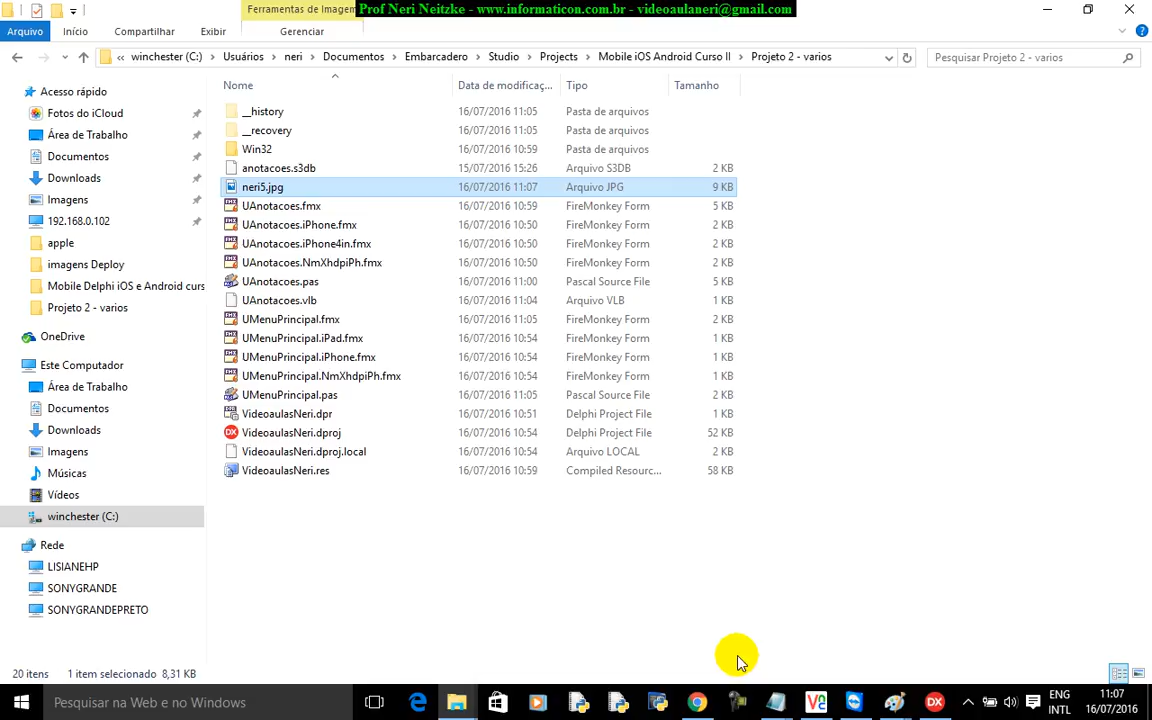 Ferramentas de Imagem
Prof Neri Neitzke - www.informaticon.com.br - videoaulaneri@gmail.com
Arquivo Início Compartilhar Exibir Gerenciar
« winchester (C:) › Usuários › neri › Documentos › Embarcadero › Studio › Projects › Mobile iOS Android Curso II › Projeto 2 - varios
Pesquisar Projeto 2 - varios
Acesso rápido
Fotos do iCloud
Área de Trabalho
Documentos
Downloads
Imagens
192.168.0.102
apple
imagens Deploy
Mobile Delphi iOS e Android curs
Projeto 2 - varios
OneDrive
Este Computador
Área de Trabalho
Documentos
Downloads
Imagens
Músicas
Vídeos
winchester (C:)
Rede
LISIANEHP
SONYGRANDE
SONYGRANDEPRETO
Nome Data de modificaç... Tipo Tamanho
__history 16/07/2016 11:05 Pasta de arquivos
__recovery 16/07/2016 11:05 Pasta de arquivos
Win32 16/07/2016 10:59 Pasta de arquivos
anotacoes.s3db 15/07/2016 15:26 Arquivo S3DB 2 KB
neri5.jpg 16/07/2016 11:07 Arquivo JPG 9 KB
UAnotacoes.fmx 16/07/2016 10:59 FireMonkey Form 5 KB
UAnotacoes.iPhone.fmx 16/07/2016 10:50 FireMonkey Form 2 KB
UAnotacoes.iPhone4in.fmx 16/07/2016 10:50 FireMonkey Form 2 KB
UAnotacoes.NmXhdpiPh.fmx 16/07/2016 10:50 FireMonkey Form 2 KB
UAnotacoes.pas 16/07/2016 11:00 Pascal Source File 5 KB
UAnotacoes.vlb 16/07/2016 11:04 Arquivo VLB 1 KB
UMenuPrincipal.fmx 16/07/2016 11:05 FireMonkey Form 2 KB
UMenuPrincipal.iPad.fmx 16/07/2016 10:54 FireMonkey Form 1 KB
UMenuPrincipal.iPhone.fmx 16/07/2016 10:54 FireMonkey Form 1 KB
UMenuPrincipal.NmXhdpiPh.fmx 16/07/2016 10:54 FireMonkey Form 1 KB
UMenuPrincipal.pas 16/07/2016 11:05 Pascal Source File 2 KB
VideoaulasNeri.dpr 16/07/2016 10:51 Delphi Project File 1 KB
VideoaulasNeri.dproj 16/07/2016 10:54 Delphi Project File 52 KB
VideoaulasNeri.dproj.local 16/07/2016 10:54 Arquivo LOCAL 2 KB
VideoaulasNeri.res 16/07/2016 10:59 Compiled Resourc... 58 KB
20 itens 1 item selecionado 8,31 KB
Pesquisar na Web e no Windows
ENG 11:07
INTL 16/07/2016